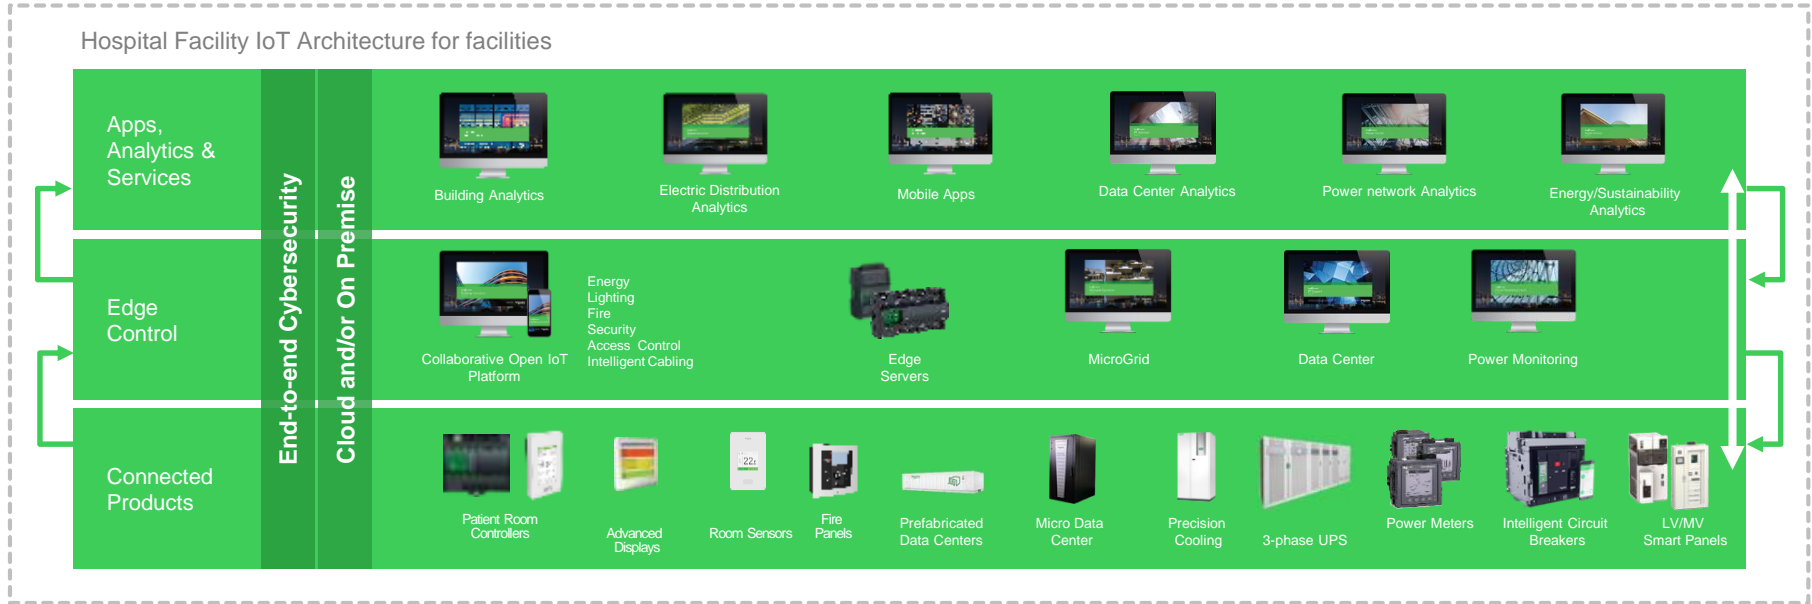 Hospital Facility IoT Architecture for facilities
Apps,
Analytics &
Services
End-to-end Cybersecurity
Cloud and/or On Premise
Building Analytics
Electric Distribution
Analytics
Mobile Apps
Data Center Analytics
Power network Analytics
Energy/Sustainability
Analytics
Edge
Control
Collaborative Open IoT
Platform
Energy
Lighting
Fire
Security
Access Control
Intelligent Cabling
Edge
Servers
MicroGrid
Data Center
Power Monitoring
Connected
Products
22
Patient Room
Controllers
Advanced
Displays
Room Sensors
Fire
Panels
Prefabricated
Data Centers
Micro Data
Center
Precision
Cooling
3-phase UPS
Power Meters
Intelligent Circuit
Breakers
LV/MV
Smart Panels